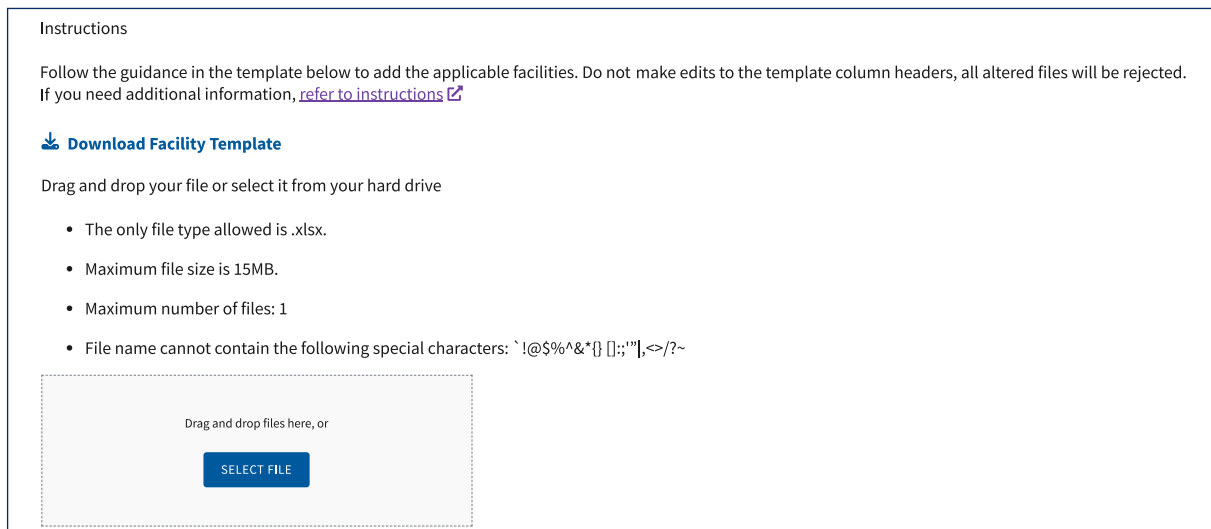 Instructions
Follow the guidance in the template below to add the applicable facilities. Do not make edits to the template column headers, all altered files will be rejected.
If you need additional information, refer to instructions
Download Facility Template
Drag and drop your file or select it from your hard drive
• The only file type allowed is .xlsx.
• Maximum file size is 15MB.
• Maximum number of files: 1
• File name cannot contain the following special characters: `!@$%^&*{} []:;'”|,<>/?~
Drag and drop files here, or
SELECT FILE